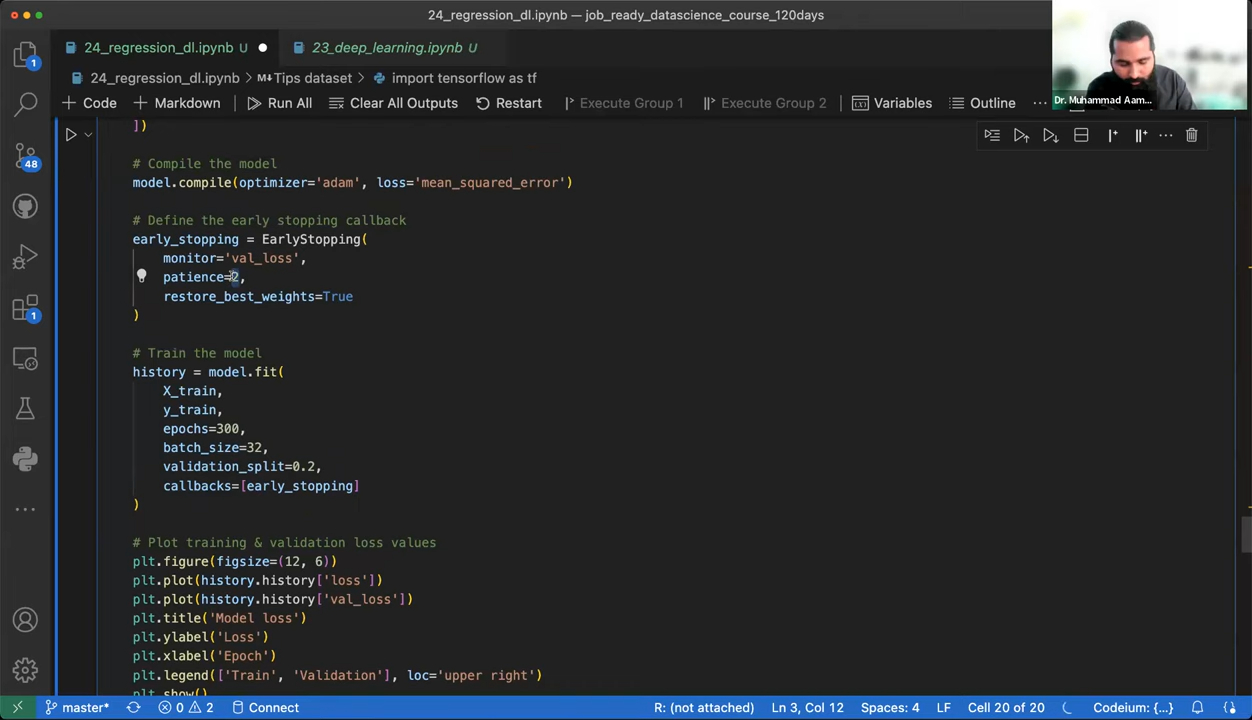 24_regression_dl.ipynb — job_ready_datascience_course_120days
24_regression_dl.ipynb U
23_deep_learning.ipynb U
24_regression_dl.ipynb > M↓Tips dataset > import tensorflow as tf
+ Code + Markdown Run All Clear All Outputs Restart Execute Group 1 Execute Group 2 Variables Outline ...
Dr. Muhammad Aam...
1
48
1
])
# Compile the model
model.compile(optimizer='adam', loss='mean_squared_error')
# Define the early stopping callback
early_stopping = EarlyStopping(
monitor='val_loss',
patience=2,
restore_best_weights=True
)
# Train the model
history = model.fit(
X_train,
y_train,
epochs=300,
batch_size=32,
validation_split=0.2,
callbacks=[early_stopping]
)
# Plot training & validation loss values
plt.figure(figsize=(12, 6))
plt.plot(history.history['loss'])
plt.plot(history.history['val_loss'])
plt.title('Model loss')
plt.ylabel('Loss')
plt.xlabel('Epoch')
plt.legend(['Train', 'Validation'], loc='upper right')
plt.show()
master* 0 2 Connect R: (not attached) Ln 3, Col 12 Spaces: 4 LF Cell 20 of 20 Codeium: {...}